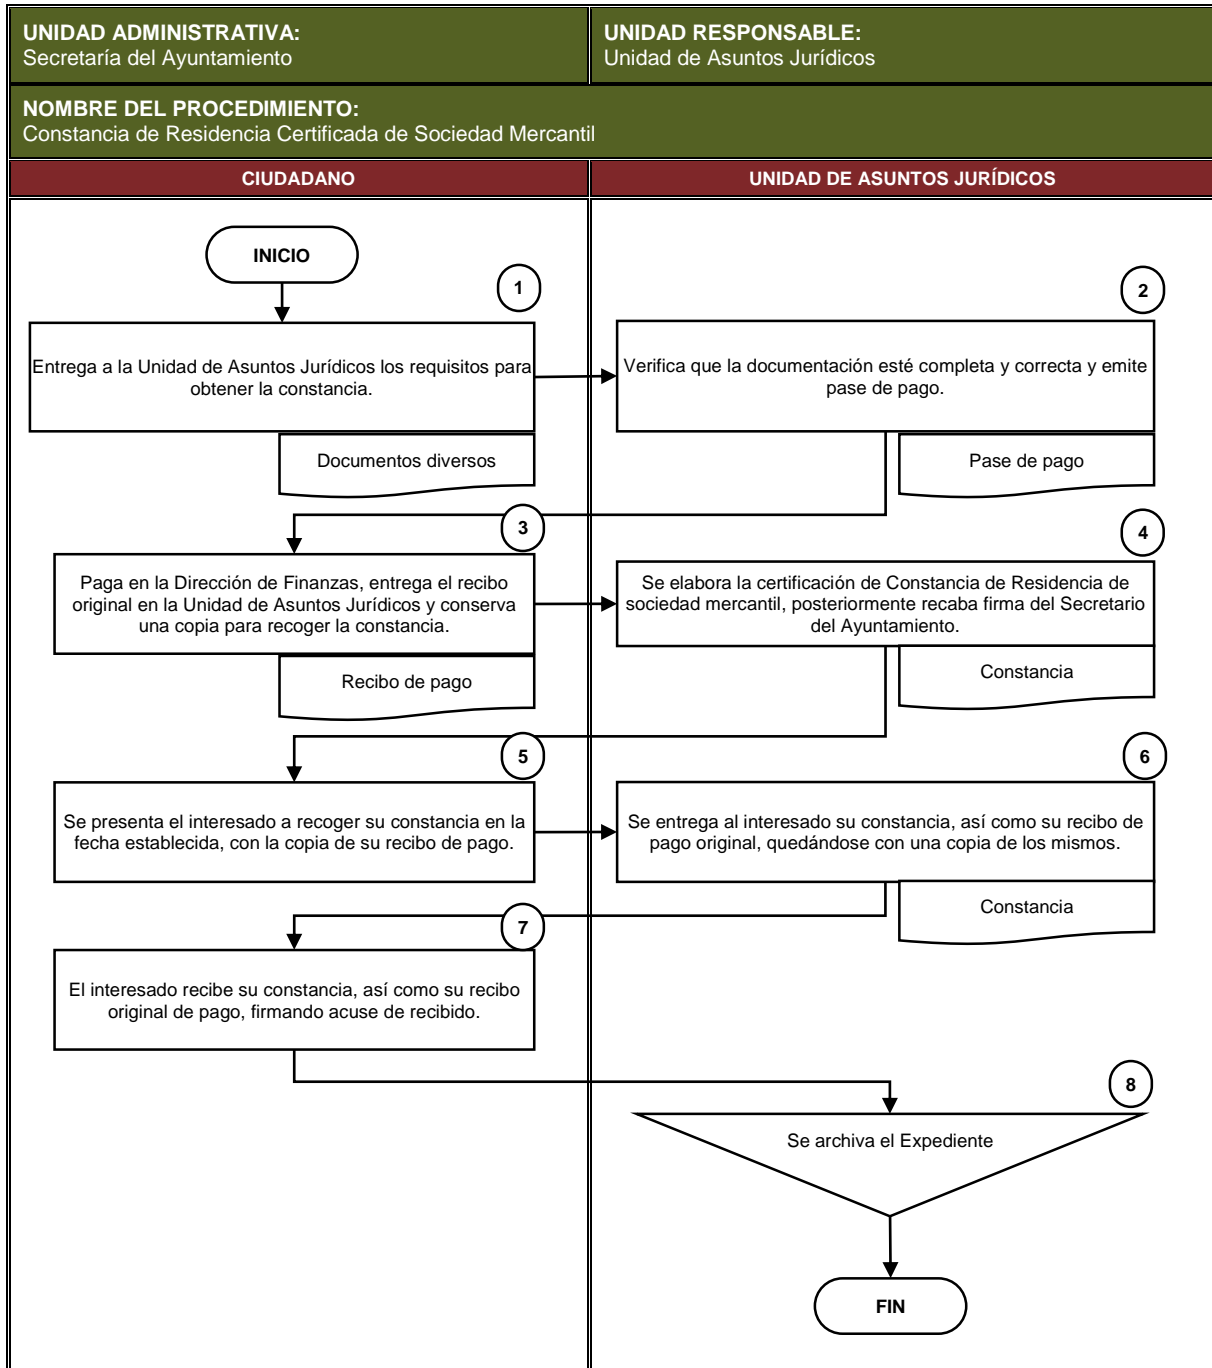 UNIDAD ADMINISTRATIVA:
Secretaría del Ayuntamiento
UNIDAD RESPONSABLE:
Unidad de Asuntos Jurídicos
NOMBRE DEL PROCEDIMIENTO:
Constancia de Residencia Certificada de Sociedad Mercantil
CIUDADANO
UNIDAD DE ASUNTOS JURÍDICOS
INICIO
1
Entrega a la Unidad de Asuntos Jurídicos los requisitos para
obtener la constancia.
Documentos diversos
2
Verifica que la documentación esté completa y correcta y emite
pase de pago.
Pase de pago
3
Paga en la Dirección de Finanzas, entrega el recibo
original en la Unidad de Asuntos Jurídicos y conserva
una copia para recoger la constancia.
Recibo de pago
4
Se elabora la certificación de Constancia de Residencia de
sociedad mercantil, posteriormente recaba firma del Secretario
del Ayuntamiento.
Constancia
5
Se presenta el interesado a recoger su constancia en la
fecha establecida, con la copia de su recibo de pago.
6
Se entrega al interesado su constancia, así como su recibo de
pago original, quedándose con una copia de los mismos.
Constancia
7
El interesado recibe su constancia, así como su recibo
original de pago, firmando acuse de recibido.
8
Se archiva el Expediente
FIN